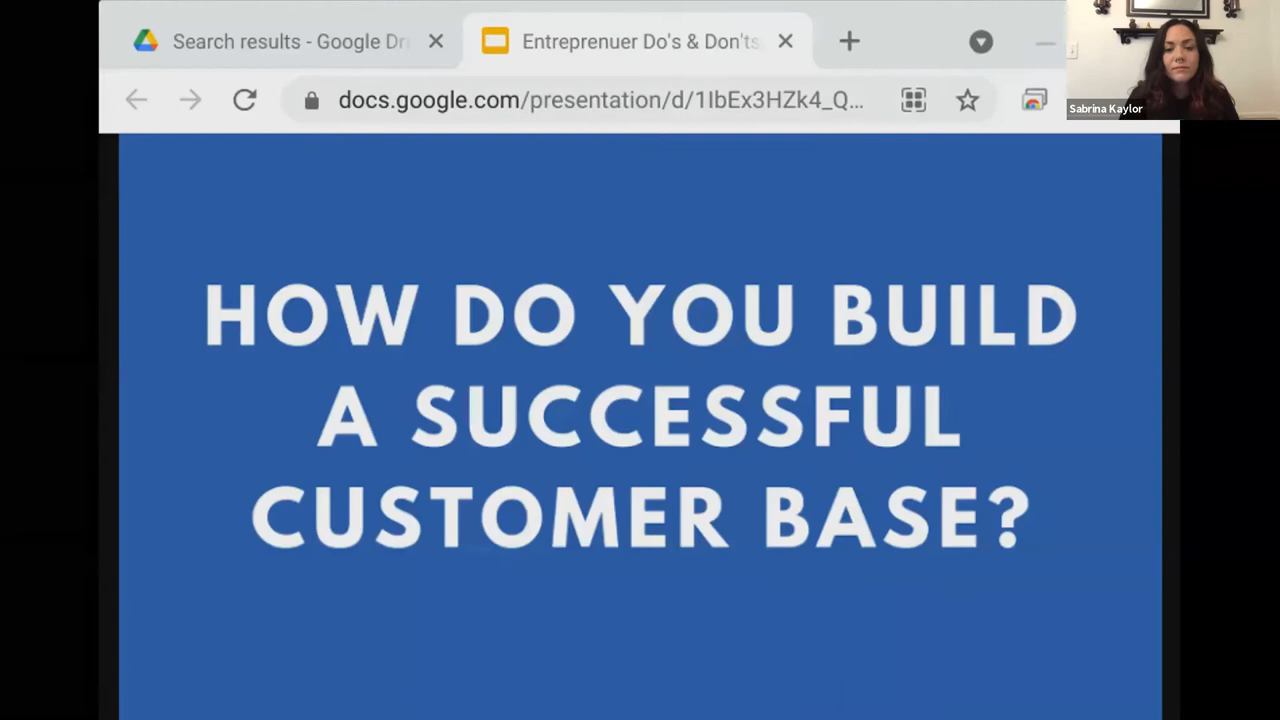 Search results - Google Dri
Entreprenuer Do's & Don'ts
docs.google.com/presentation/d/1IbEx3HZk4_Q...
Sabrina Kaylor
HOW DO YOU BUILD
A SUCCESSFUL
CUSTOMER BASE?